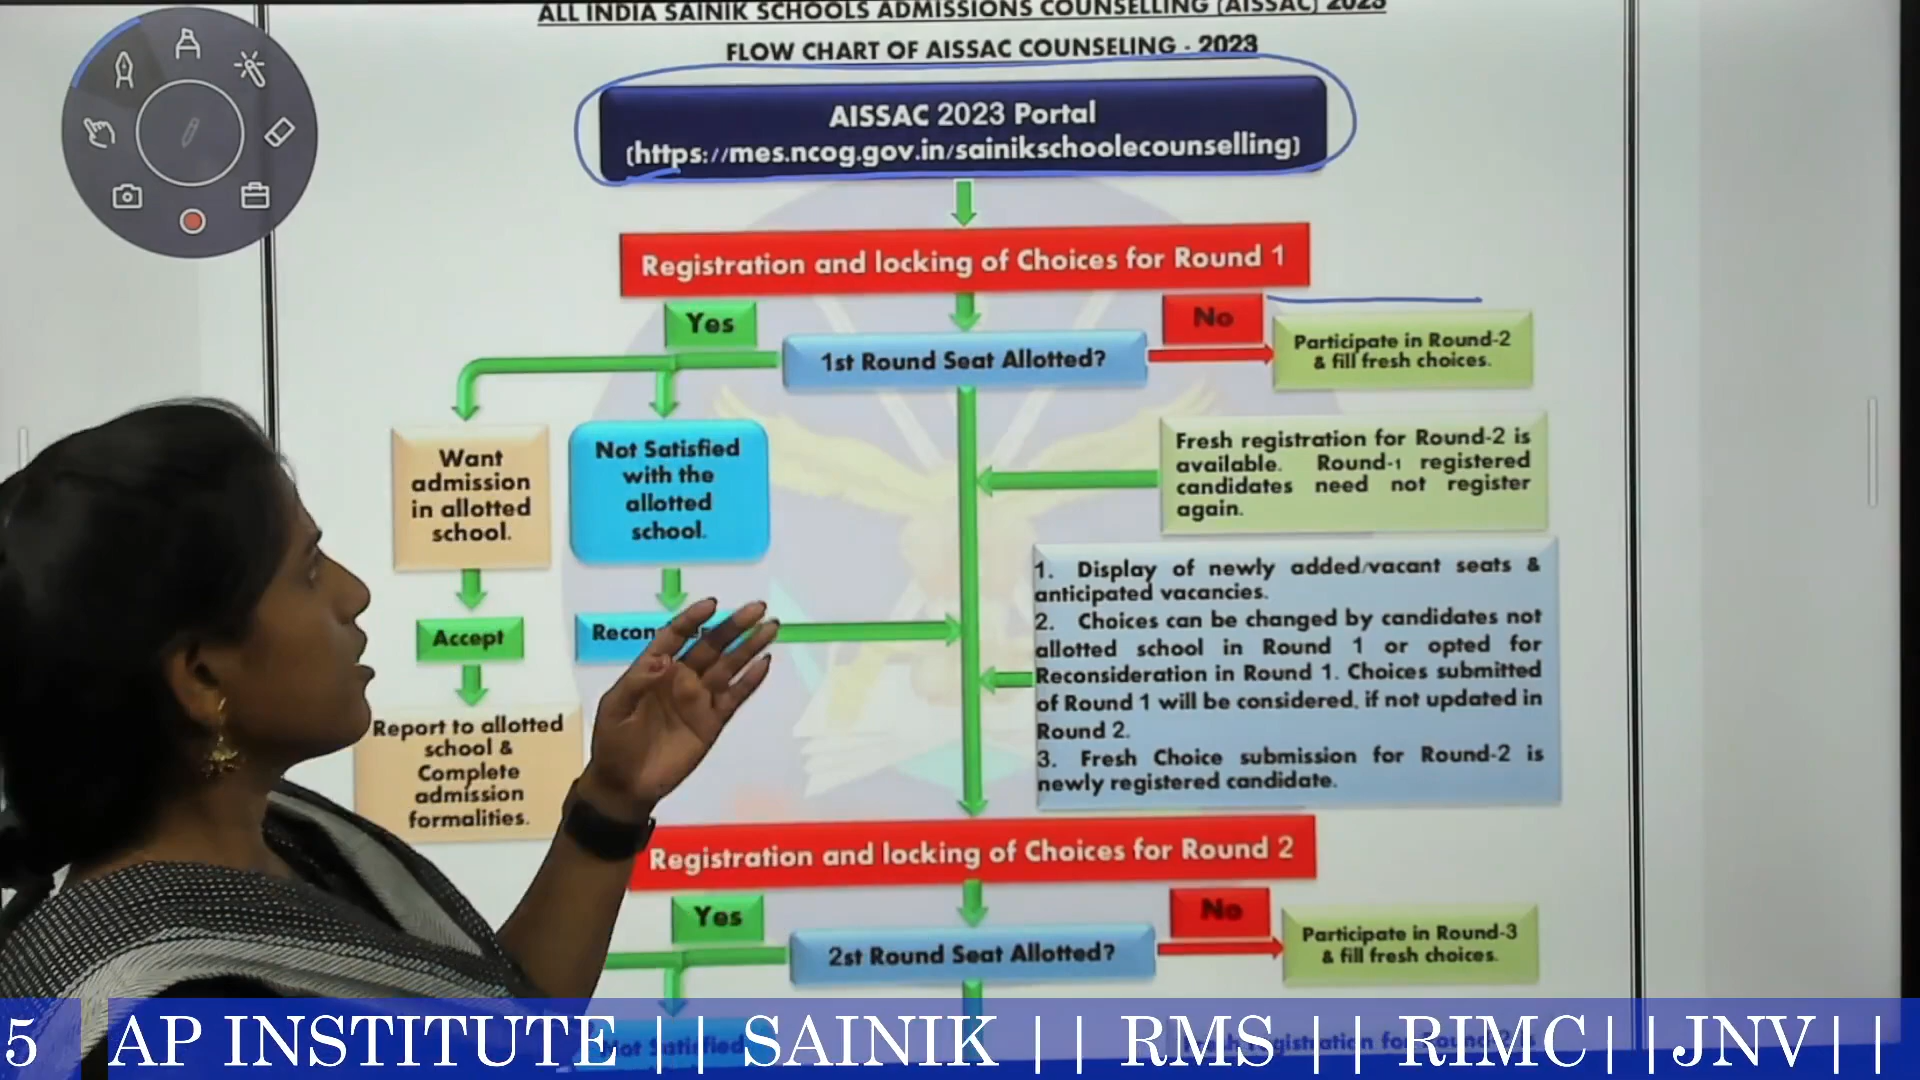 ALL INDIA SAINIK SCHOOLS ADMISSIONS COUNSELLING (AISSAC) 2023
FLOW CHART OF AISSAC COUNSELING - 2023
AISSAC 2023 Portal
(https://mes.ncog.gov.in/sainikschoolecounselling)
Registration and locking of Choices for Round 1
Yes
No
1st Round Seat Allotted?
Participate in Round-2
& fill fresh choices.
Want
admission
in allotted
school.
Not Satisfied
with the
allotted
school.
Fresh registration for Round-2 is
available. Round-1 registered
candidates need not register
again.
Accept
1. Display of newly added/vacant seats &
anticipated vacancies.
2. Choices can be changed by candidates not
allotted school in Round 1 or opted for
Reconsideration in Round 1. Choices submitted
of Round 1 will be considered, if not updated in
Round 2.
3. Fresh Choice submission for Round-2 is
newly registered candidate.
Report to allotted
school &
Complete
admission
formalities.
Registration and locking of Choices for Round 2
Yes
No
2st Round Seat Allotted?
Participate in Round-3
& fill fresh choices.
Not Satisfied
5 AP INSTITUTE || SAINIK || RMS || RIMC||JNV||